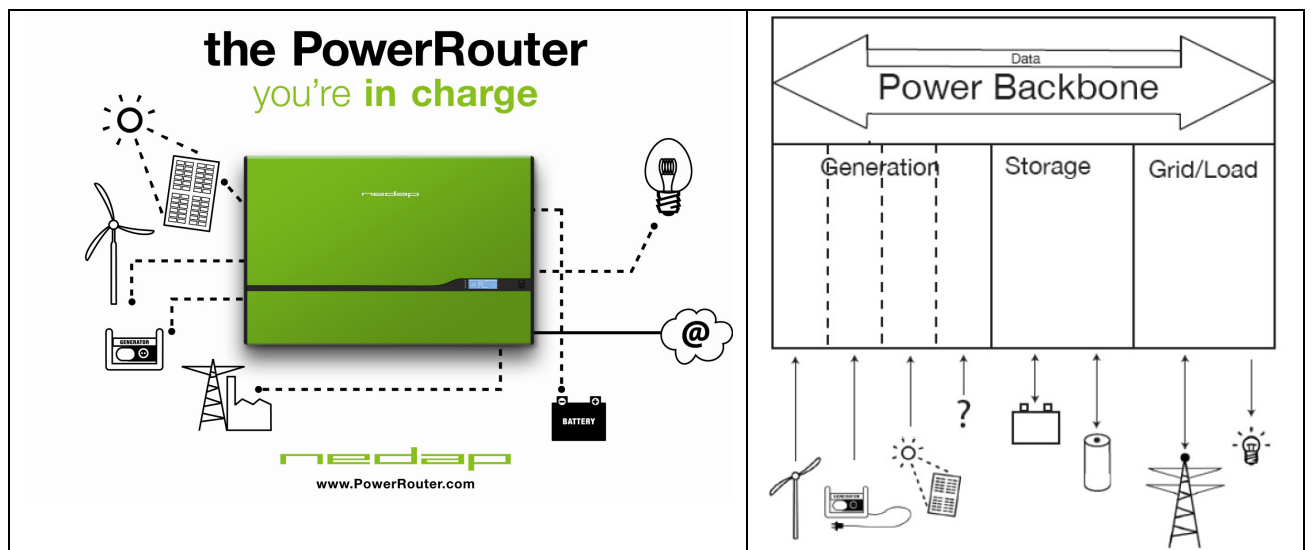 the PowerRouter
you're in charge
nedap
GENERATOR
@
BATTERY
nedap
www.PowerRouter.com
Data
Power Backbone
Generation
Storage
Grid/Load
?
GENERATOR